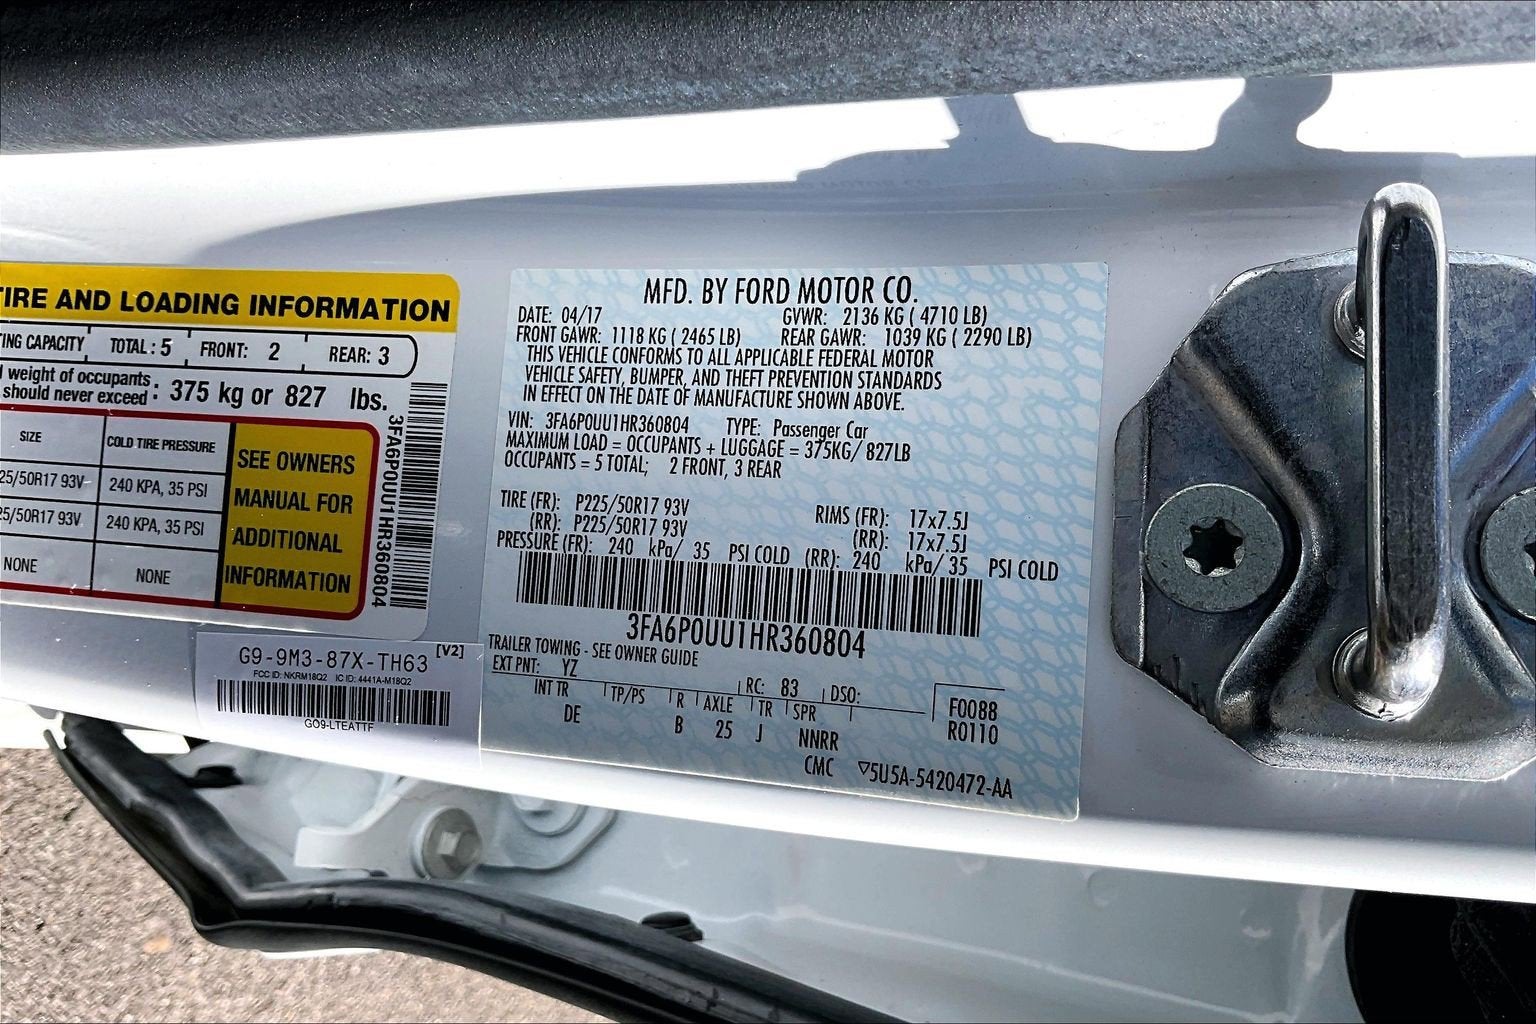 TIRE AND LOADING INFORMATION
CAPACITY TOTAL : 5 FRONT: 2 REAR: 3
weight of occupants
should never exceed : 375 kg or 827 lbs.
SIZE COLD TIRE PRESSURE
25/50R17 93V 240 KPA, 35 PSI
25/50R17 93V 240 KPA, 35 PSI
NONE NONE
SEE OWNERS
MANUAL FOR
ADDITIONAL
INFORMATION
3FA6P0UU1HR360804
G9-9M3-87X-TH63 [V2]
FCC ID: NKRM18Q2 IC ID: 4441A-M18Q2
GO9-LTEATTF
MFD. BY FORD MOTOR CO.
DATE: 04/17 GVWR: 2136 KG ( 4710 LB)
FRONT GAWR: 1118 KG ( 2465 LB) REAR GAWR: 1039 KG ( 2290 LB)
THIS VEHICLE CONFORMS TO ALL APPLICABLE FEDERAL MOTOR
VEHICLE SAFETY, BUMPER, AND THEFT PREVENTION STANDARDS
IN EFFECT ON THE DATE OF MANUFACTURE SHOWN ABOVE.
VIN: 3FA6P0UU1HR360804 TYPE: Passenger Car
MAXIMUM LOAD = OCCUPANTS + LUGGAGE = 375KG/ 827LB
OCCUPANTS = 5 TOTAL; 2 FRONT, 3 REAR
TIRE (FR): P225/50R17 93V RIMS (FR): 17x7.5J
(RR): P225/50R17 93V (RR): 17x7.5J
PRESSURE (FR): 240 kPa/ 35 PSI COLD (RR): 240 kPa/ 35 PSI COLD
3FA6P0UU1HR360804
TRAILER TOWING - SEE OWNER GUIDE
EXT PNT: YZ RC: 83 DSO:
INT TR TP/PS R AXLE TR SPR F0088
DE B 25 J NNRR R0110
CMC ▽5U5A-5420472-AA